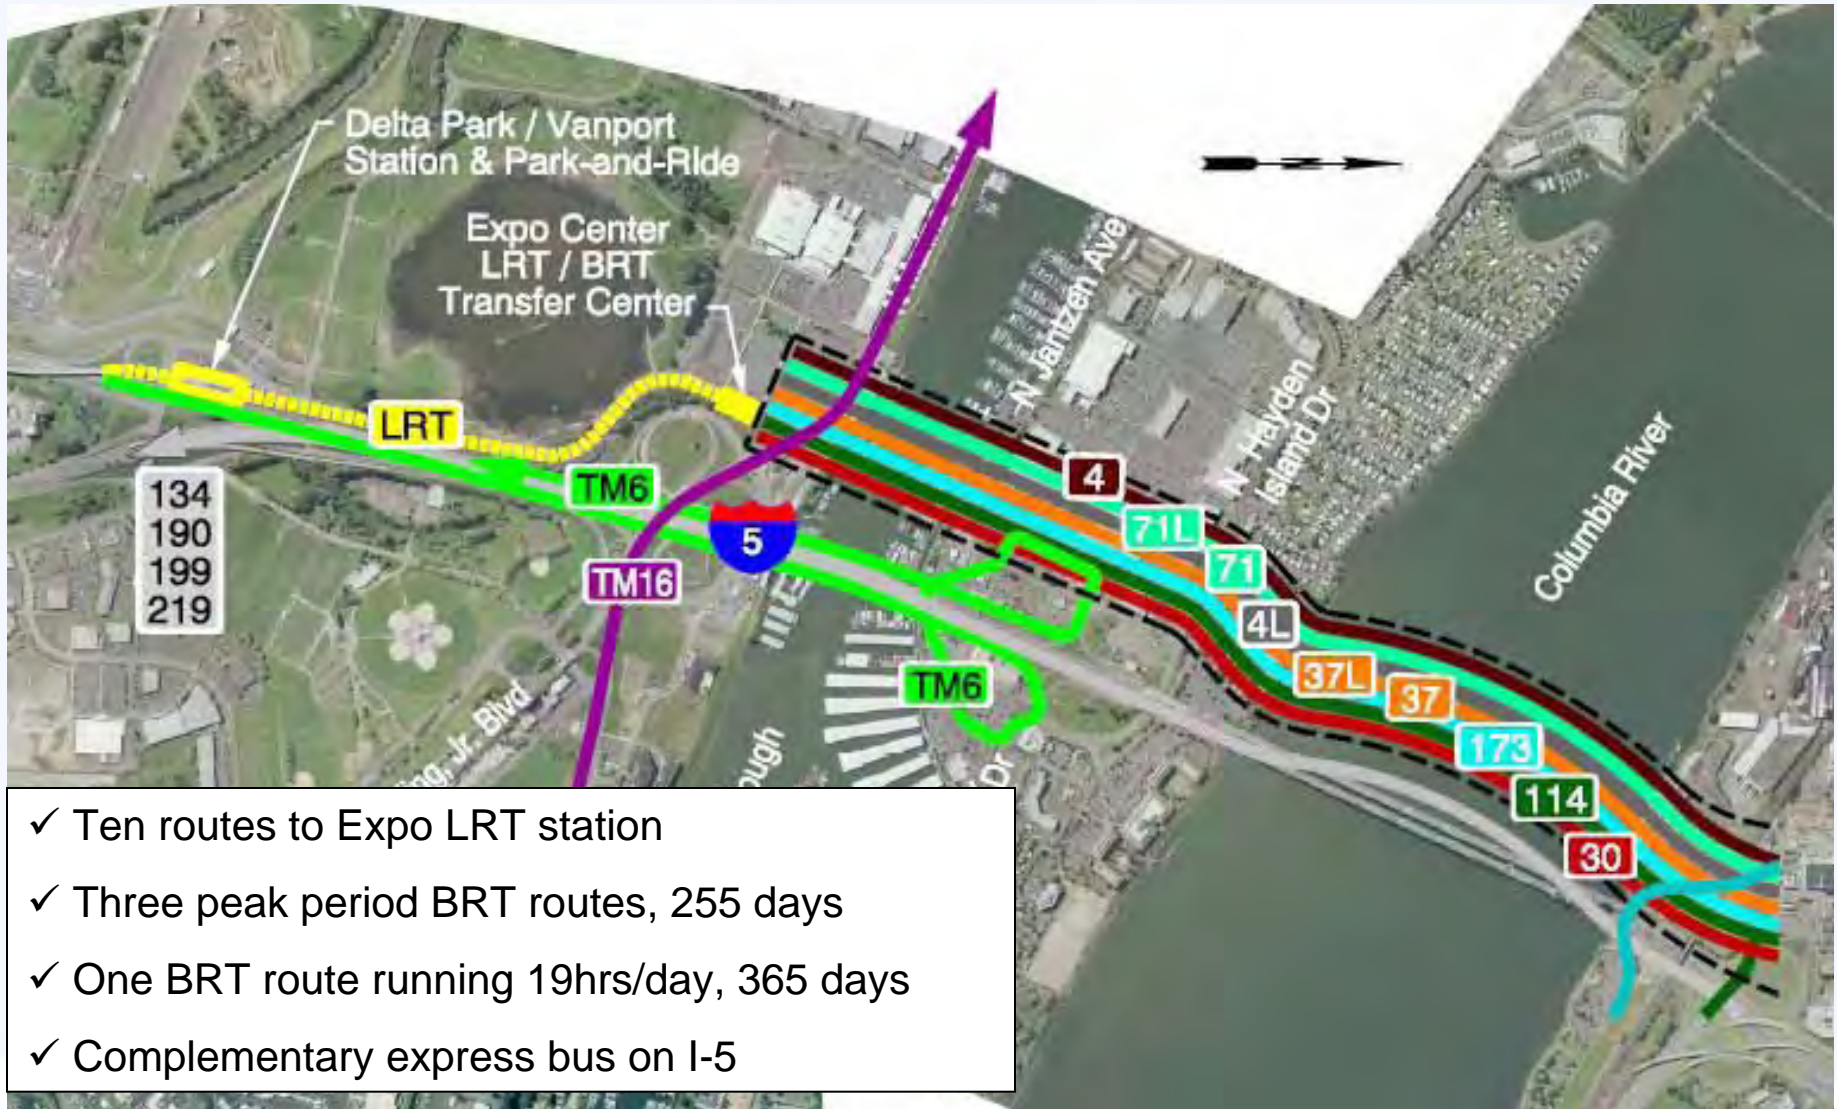 Delta Park / Vanport
Station & Park-and-Ride
Expo Center
LRT / BRT
Transfer Center
N
N Jantzen Ave
N Hayden
Island Dr
Columbia River
LRT
TM6
5
TM16
134
190
199
219
4
71L
71
4L
37L
37
173
114
30
TM6
Jr. Blvd
Dr
✓ Ten routes to Expo LRT station
✓ Three peak period BRT routes, 255 days
✓ One BRT route running 19hrs/day, 365 days
✓ Complementary express bus on I-5